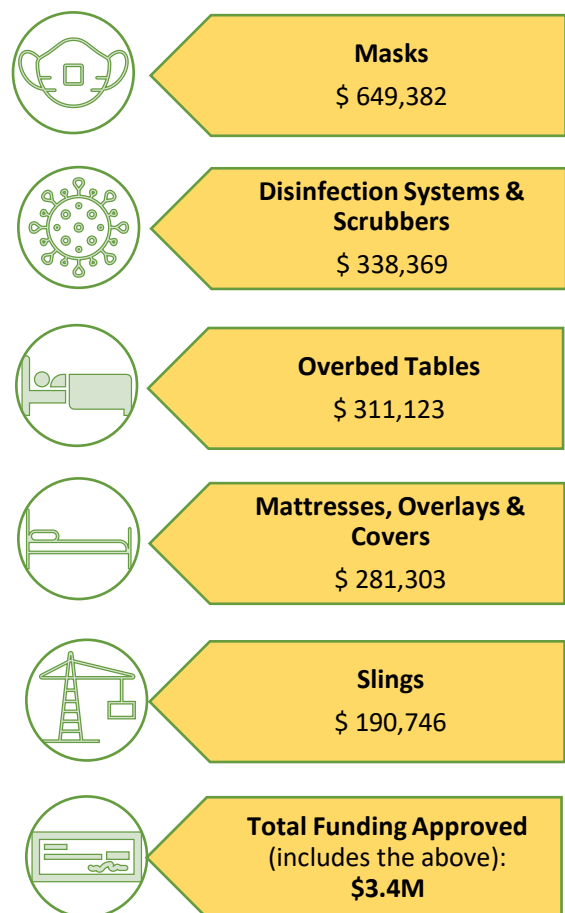 Masks
$ 649,382
Disinfection Systems &
Scrubbers
$ 338,369
Overbed Tables
$ 311,123
Mattresses, Overlays &
Covers
$ 281,303
Slings
$ 190,746
Total Funding Approved
(includes the above):
$3.4M